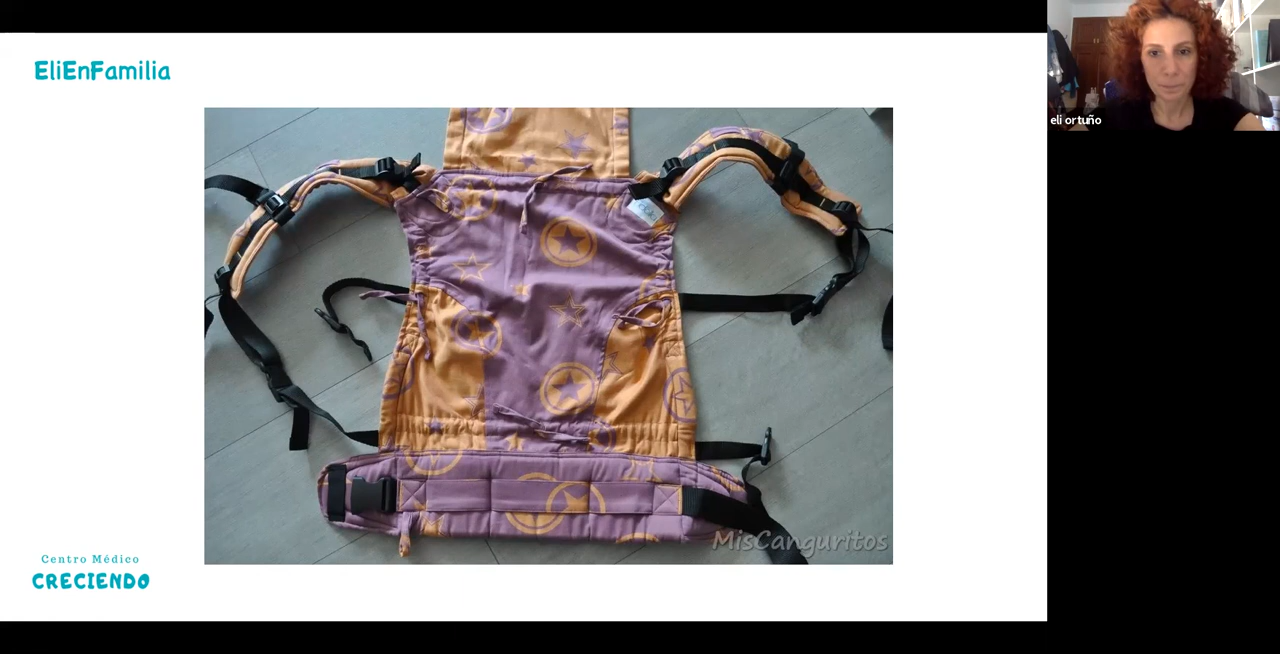 EliEnFamilia
eli ortuño
MisCanguritos
Centro Médico
CRECIENDO